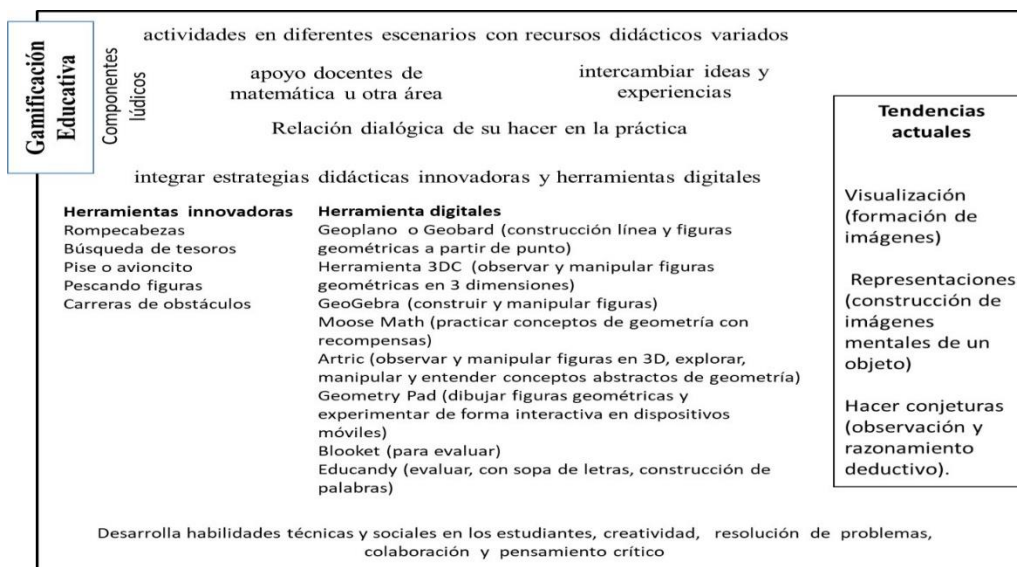 Gamificación
Educativa
Componentes
lúdicos
actividades en diferentes escenarios con recursos didácticos variados
apoyo docentes de
matemática u otra área
intercambiar ideas y
experiencias
Relación dialógica de su hacer en la práctica
integrar estrategias didácticas innovadoras y herramientas digitales
Herramientas innovadoras
Rompecabezas
Búsqueda de tesoros
Pise o avioncito
Pescando figuras
Carreras de obstáculos
Herramienta digitales
Geoplano o Geobard (construcción línea y figuras
geométricas a partir de punto)
Herramienta 3DC (observar y manipular figuras
geométricas en 3 dimensiones)
GeoGebra (construir y manipular figuras)
Moose Math (practicar conceptos de geometría con
recompensas)
Artric (observar y manipular figuras en 3D, explorar,
manipular y entender conceptos abstractos de geometría)
Geometry Pad (dibujar figuras geométricas y
experimentar de forma interactiva en dispositivos
móviles)
Blooket (para evaluar)
Educandy (evaluar, con sopa de letras, construcción de
palabras)
Tendencias
actuales
Visualización
(formación de
imágenes)
Representaciones
(construcción de
imágenes
mentales de un
objeto)
Hacer conjeturas
(observación y
razonamiento
deductivo).
Desarrolla habilidades técnicas y sociales en los estudiantes, creatividad, resolución de problemas,
colaboración y pensamiento crítico